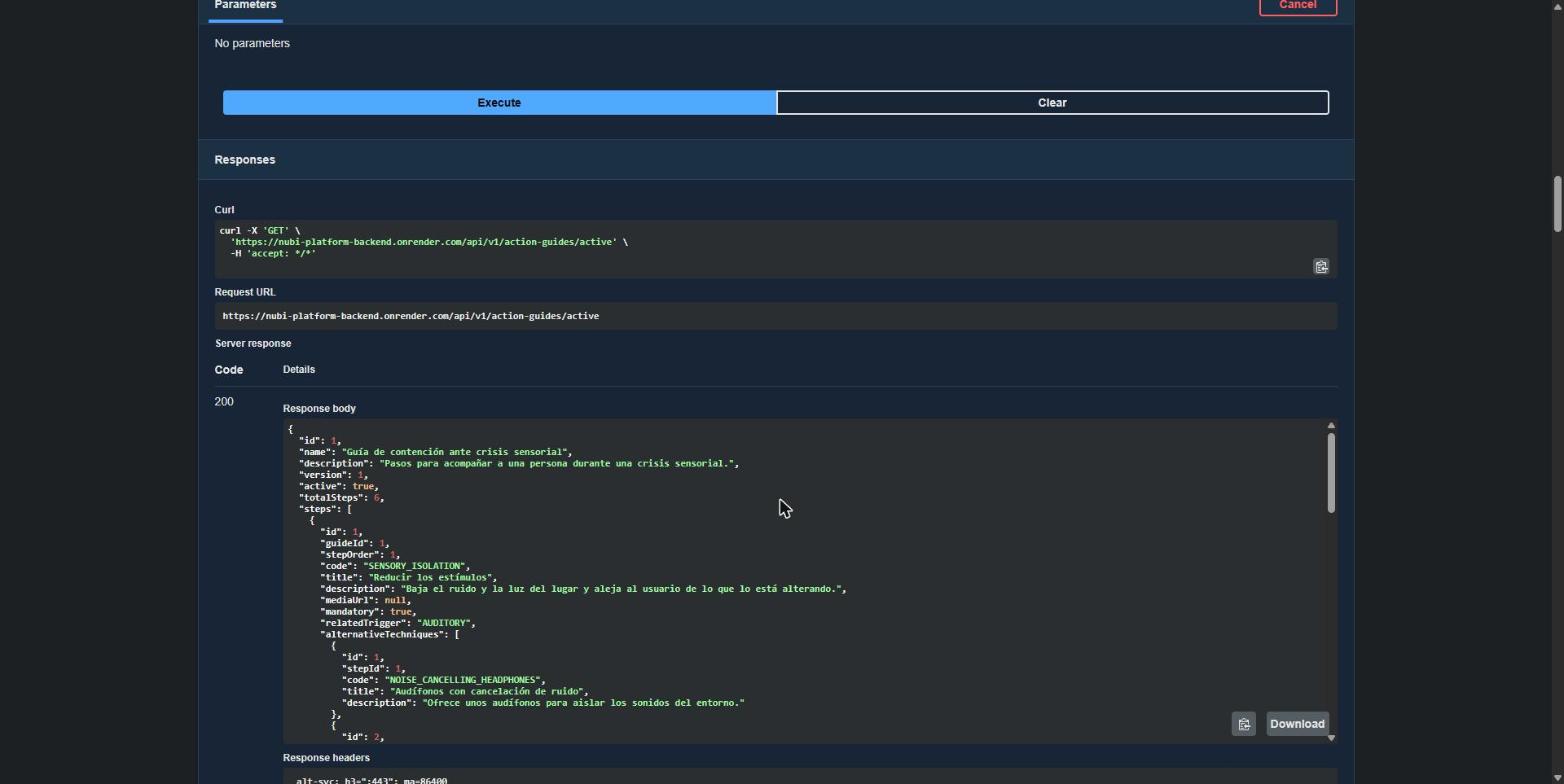 Parameters
Cancel
No parameters
Execute
Clear
Responses
Curl
curl -X 'GET' \
'https://nubi-platform-backend.onrender.com/api/v1/action-guides/active' \
-H 'accept: */*'
Request URL
https://nubi-platform-backend.onrender.com/api/v1/action-guides/active
Server response
Code
Details
200
Response body
{
"id": 1,
"name": "Guía de contención ante crisis sensorial",
"description": "Pasos para acompañar a una persona durante una crisis sensorial.",
"version": 1,
"active": true,
"totalSteps": 6,
"steps": [
{
"id": 1,
"guideId": 1,
"stepOrder": 1,
"code": "SENSORY_ISOLATION",
"title": "Reducir los estímulos",
"description": "Baja el ruido y la luz del lugar y aleja al usuario de lo que lo está alterando.",
"mediaUrl": null,
"mandatory": true,
"relatedTrigger": "AUDITORY",
"alternativeTechniques": [
{
"id": 1,
"stepId": 1,
"code": "NOISE_CANCELLING_HEADPHONES",
"title": "Audífonos con cancelación de ruido",
"description": "Ofrece unos audífonos para aislar los sonidos del entorno."
},
{
"id": 2,
Download
Response headers
alt-svc: h3=":443"; ma=86400